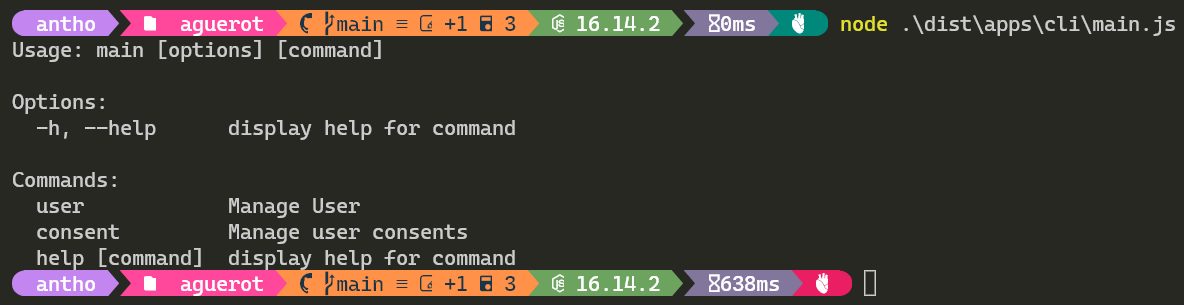 antho aguerot main ≡ +1 3 16.14.2 0ms node .\dist\apps\cli\main.js
Usage: main [options] [command]
Options:
-h, --help display help for command
Commands:
user Manage User
consent Manage user consents
help [command] display help for command
antho aguerot main ≡ +1 3 16.14.2 638ms